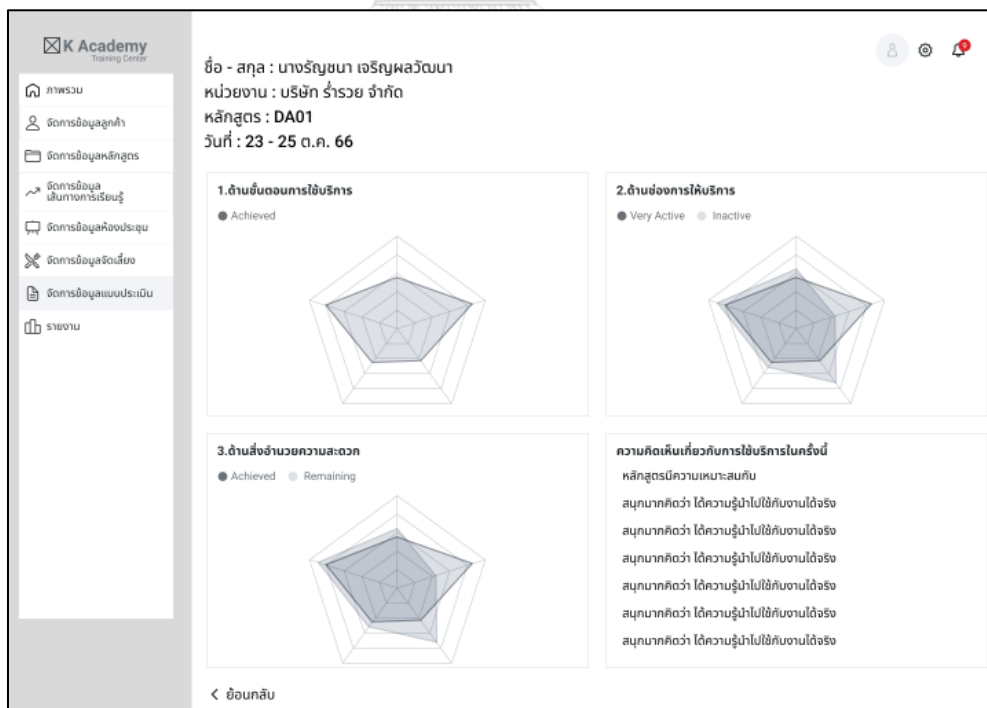 K Academy
Training Center
ภาพรวม
จัดการข้อมูลลูกค้า
จัดการข้อมูลหลักสูตร
จัดการข้อมูล
เส้นทางการเรียนรู้
จัดการข้อมูลห้องประชุม
จัดการข้อมูลจัดเลี้ยง
จัดการข้อมูลแบบประเมิน
รายงาน
ชื่อ - สกุล : นางรัญชนา เจริญผลวัฒนา
หน่วยงาน : บริษัท ร่ำรวย จำกัด
หลักสูตร : DA01
วันที่ : 23 - 25 ต.ค. 66
1.ด้านขั้นตอนการใช้บริการ
Achieved
2.ด้านช่องการให้บริการ
Very Active Inactive
3.ด้านสิ่งอำนวยความสะดวก
Achieved Remaining
ความคิดเห็นเกี่ยวกับการใช้บริการในครั้งนี้
หลักสูตรมีความเหมาะสมกับ
สนุกมากคิดว่า ได้ความรู้นำไปใช้กับงานได้จริง
สนุกมากคิดว่า ได้ความรู้นำไปใช้กับงานได้จริง
สนุกมากคิดว่า ได้ความรู้นำไปใช้กับงานได้จริง
สนุกมากคิดว่า ได้ความรู้นำไปใช้กับงานได้จริง
สนุกมากคิดว่า ได้ความรู้นำไปใช้กับงานได้จริง
สนุกมากคิดว่า ได้ความรู้นำไปใช้กับงานได้จริง
ย้อนกลับ